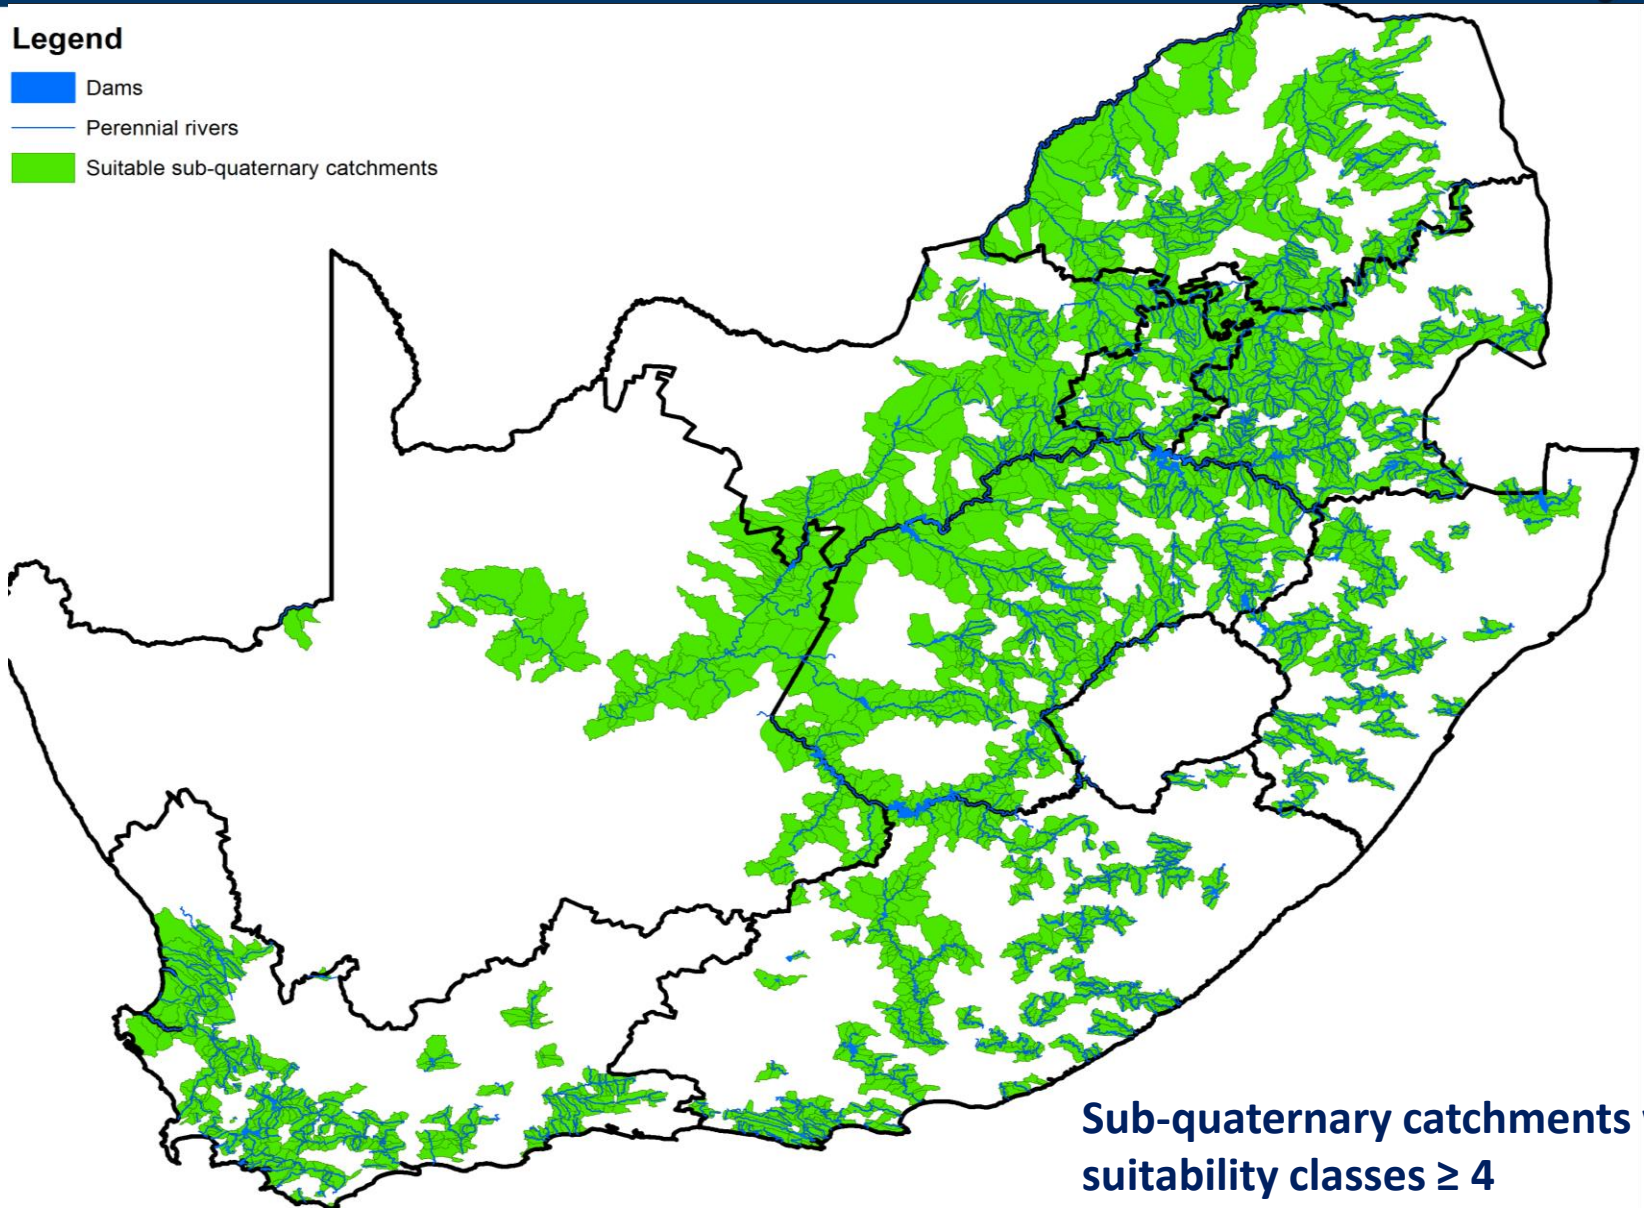 Legend
Dams
Perennial rivers
Suitable sub-quaternary catchments
Sub-quaternary catchments
suitability classes ≥ 4